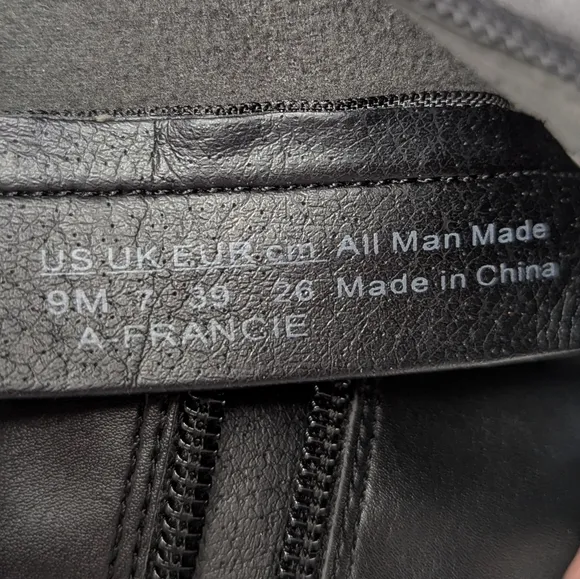 US UK EUR cm All Man Made
9M 7 39 26 Made in China
A-FRANCIE